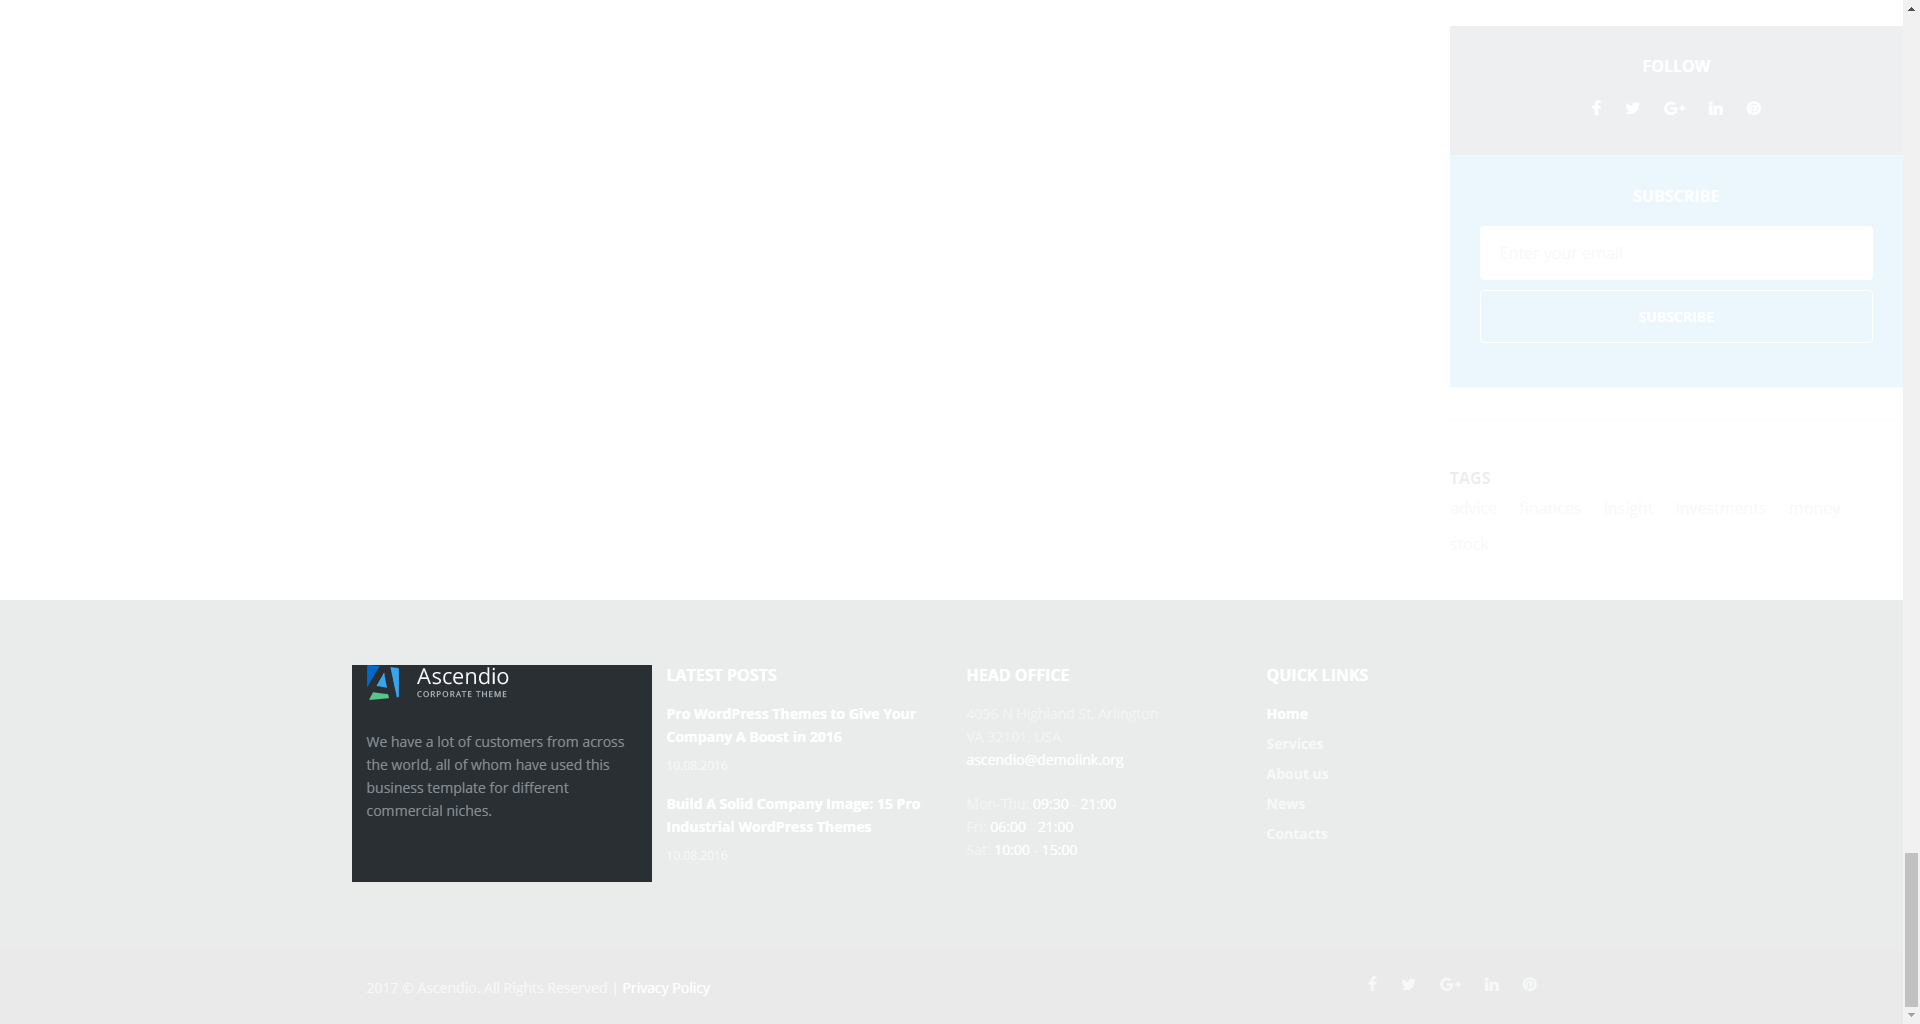 FOLLOW
SUBSCRIBE
Enter your email
SUBSCRIBE
TAGS
advice finances insight investments money
stock
Ascendio
CORPORATE THEME
We have a lot of customers from across
the world, all of whom have used this
business template for different
commercial niches.
LATEST POSTS
Pro WordPress Themes to Give Your
Company A Boost in 2016
10.08.2016
Build A Solid Company Image: 15 Pro
Industrial WordPress Themes
10.08.2016
HEAD OFFICE
4096 N Highland St, Arlington
VA 32101, USA
ascendio@demolink.org
Mon-Thu: 09:30 - 21:00
Fri: 06:00 - 21:00
Sat: 10:00 - 15:00
QUICK LINKS
Home
Services
About us
News
Contacts
2017 © Ascendio. All Rights Reserved | Privacy Policy